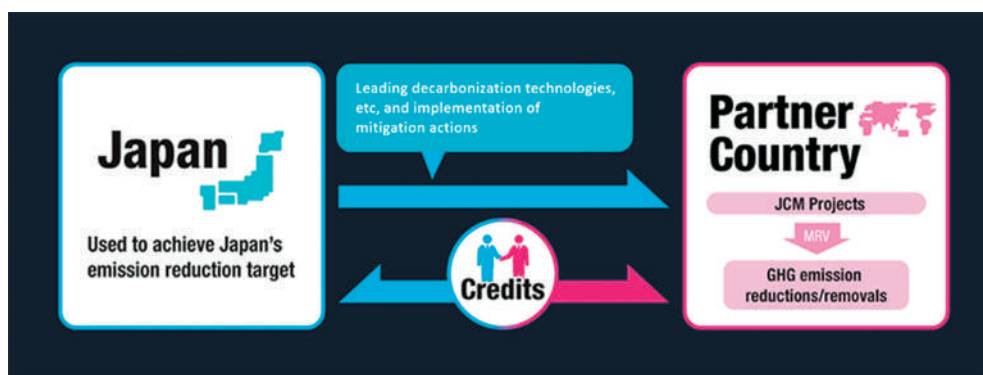 Japan
Used to achieve Japan's
emission reduction target
Leading decarbonization technologies,
etc, and implementation of
mitigation actions
Credits
Partner
Country
JCM Projects
MRV
GHG emission
reductions/removals